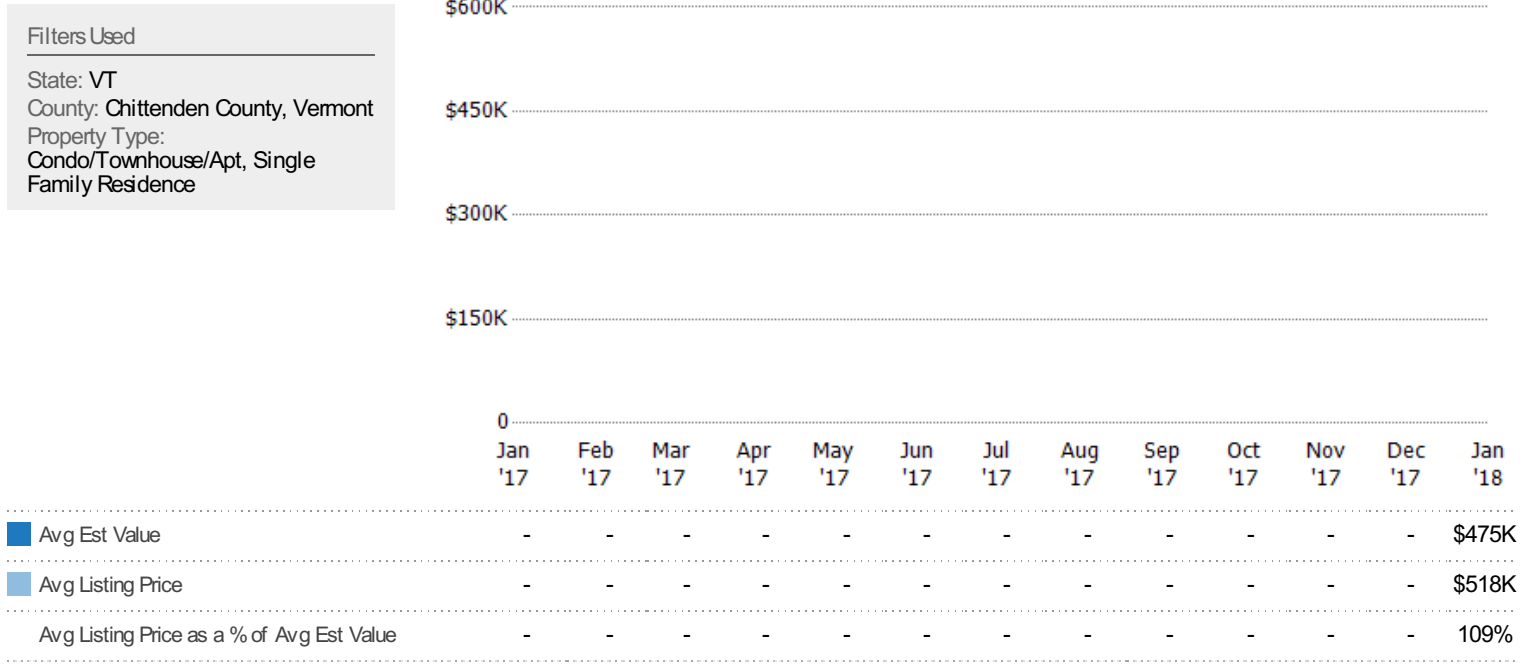 Filters Used
State: VT
County: Chittenden County, Vermont
Property Type:
Condo/Townhouse/Apt, Single
Family Residence
$600K
$450K
$300K
$150K
0
Jan Feb Mar Apr May Jun Jul Aug Sep Oct Nov Dec Jan
'17 '17 '17 '17 '17 '17 '17 '17 '17 '17 '17 '17 '18
Avg Est Value - - - - - - - - - - - - $475K
Avg Listing Price - - - - - - - - - - - - $518K
Avg Listing Price as a % of Avg Est Value - - - - - - - - - - - - 109%